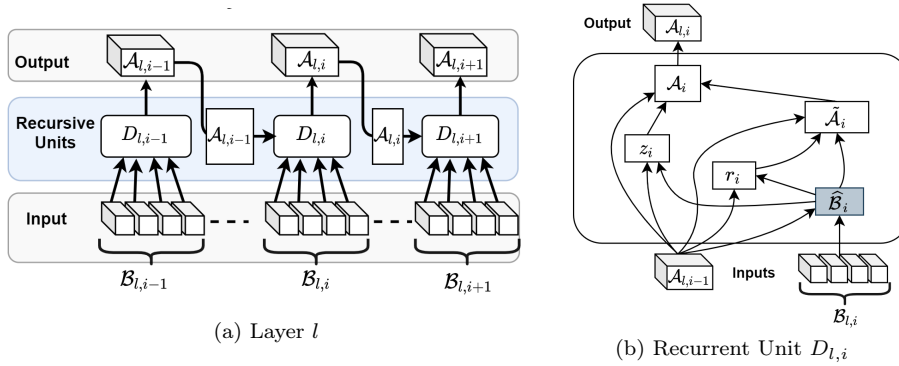 Output
𝒜_{l,i−1}
𝒜_{l,i}
𝒜_{l,i+1}
Recursive
Units
D_{l,i−1}
𝒜_{l,i−1}
D_{l,i}
𝒜_{l,i}
D_{l,i+1}
Input
ℬ_{l,i−1}
ℬ_{l,i}
ℬ_{l,i+1}
(a) Layer l
Output
𝒜_{l,i}
𝒜_i
𝒜̃_i
z_i
r_i
ℬ̂_i
𝒜_{l,i−1}
Inputs
ℬ_{l,i}
(b) Recurrent Unit D_{l,i}